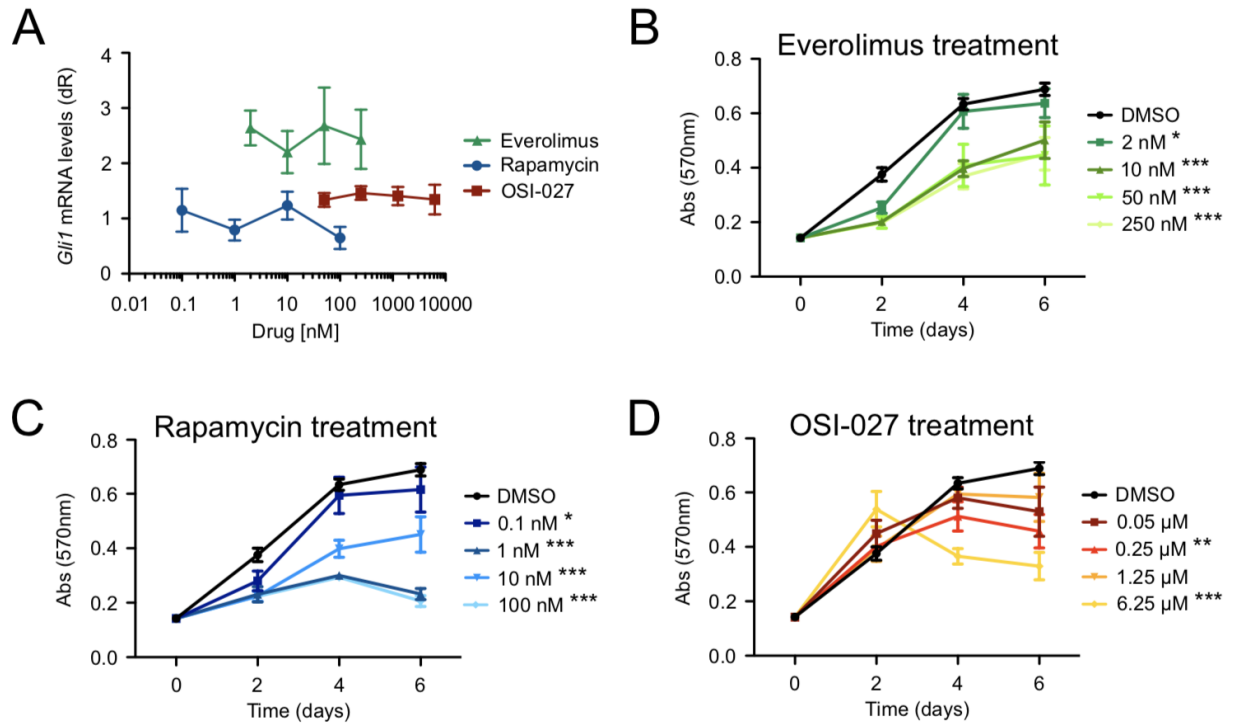 A
4
3
2
1
0
Gli1 mRNA levels (dR)
0.01 0.1 1 10 100 1000 10000
Drug [nM]
Everolimus
Rapamycin
OSI-027
B
Everolimus treatment
0.8
0.6
0.4
0.2
0.0
Abs (570nm)
0 2 4 6
Time (days)
DMSO
2 nM *
10 nM ***
50 nM ***
250 nM ***
C
Rapamycin treatment
0.8
0.6
0.4
0.2
0.0
Abs (570nm)
0 2 4 6
Time (days)
DMSO
0.1 nM *
1 nM ***
10 nM ***
100 nM ***
D
OSI-027 treatment
0.8
0.6
0.4
0.2
0.0
Abs (570nm)
0 2 4 6
Time (days)
DMSO
0.05 µM
0.25 µM **
1.25 µM
6.25 µM ***